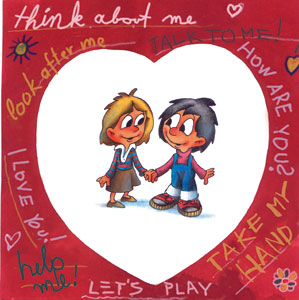 think about me
look after me
TALK TO ME!
HOW ARE YOU?
I LOVE you!
TAKE MY
HAND
help
me!
LET'S PLAY